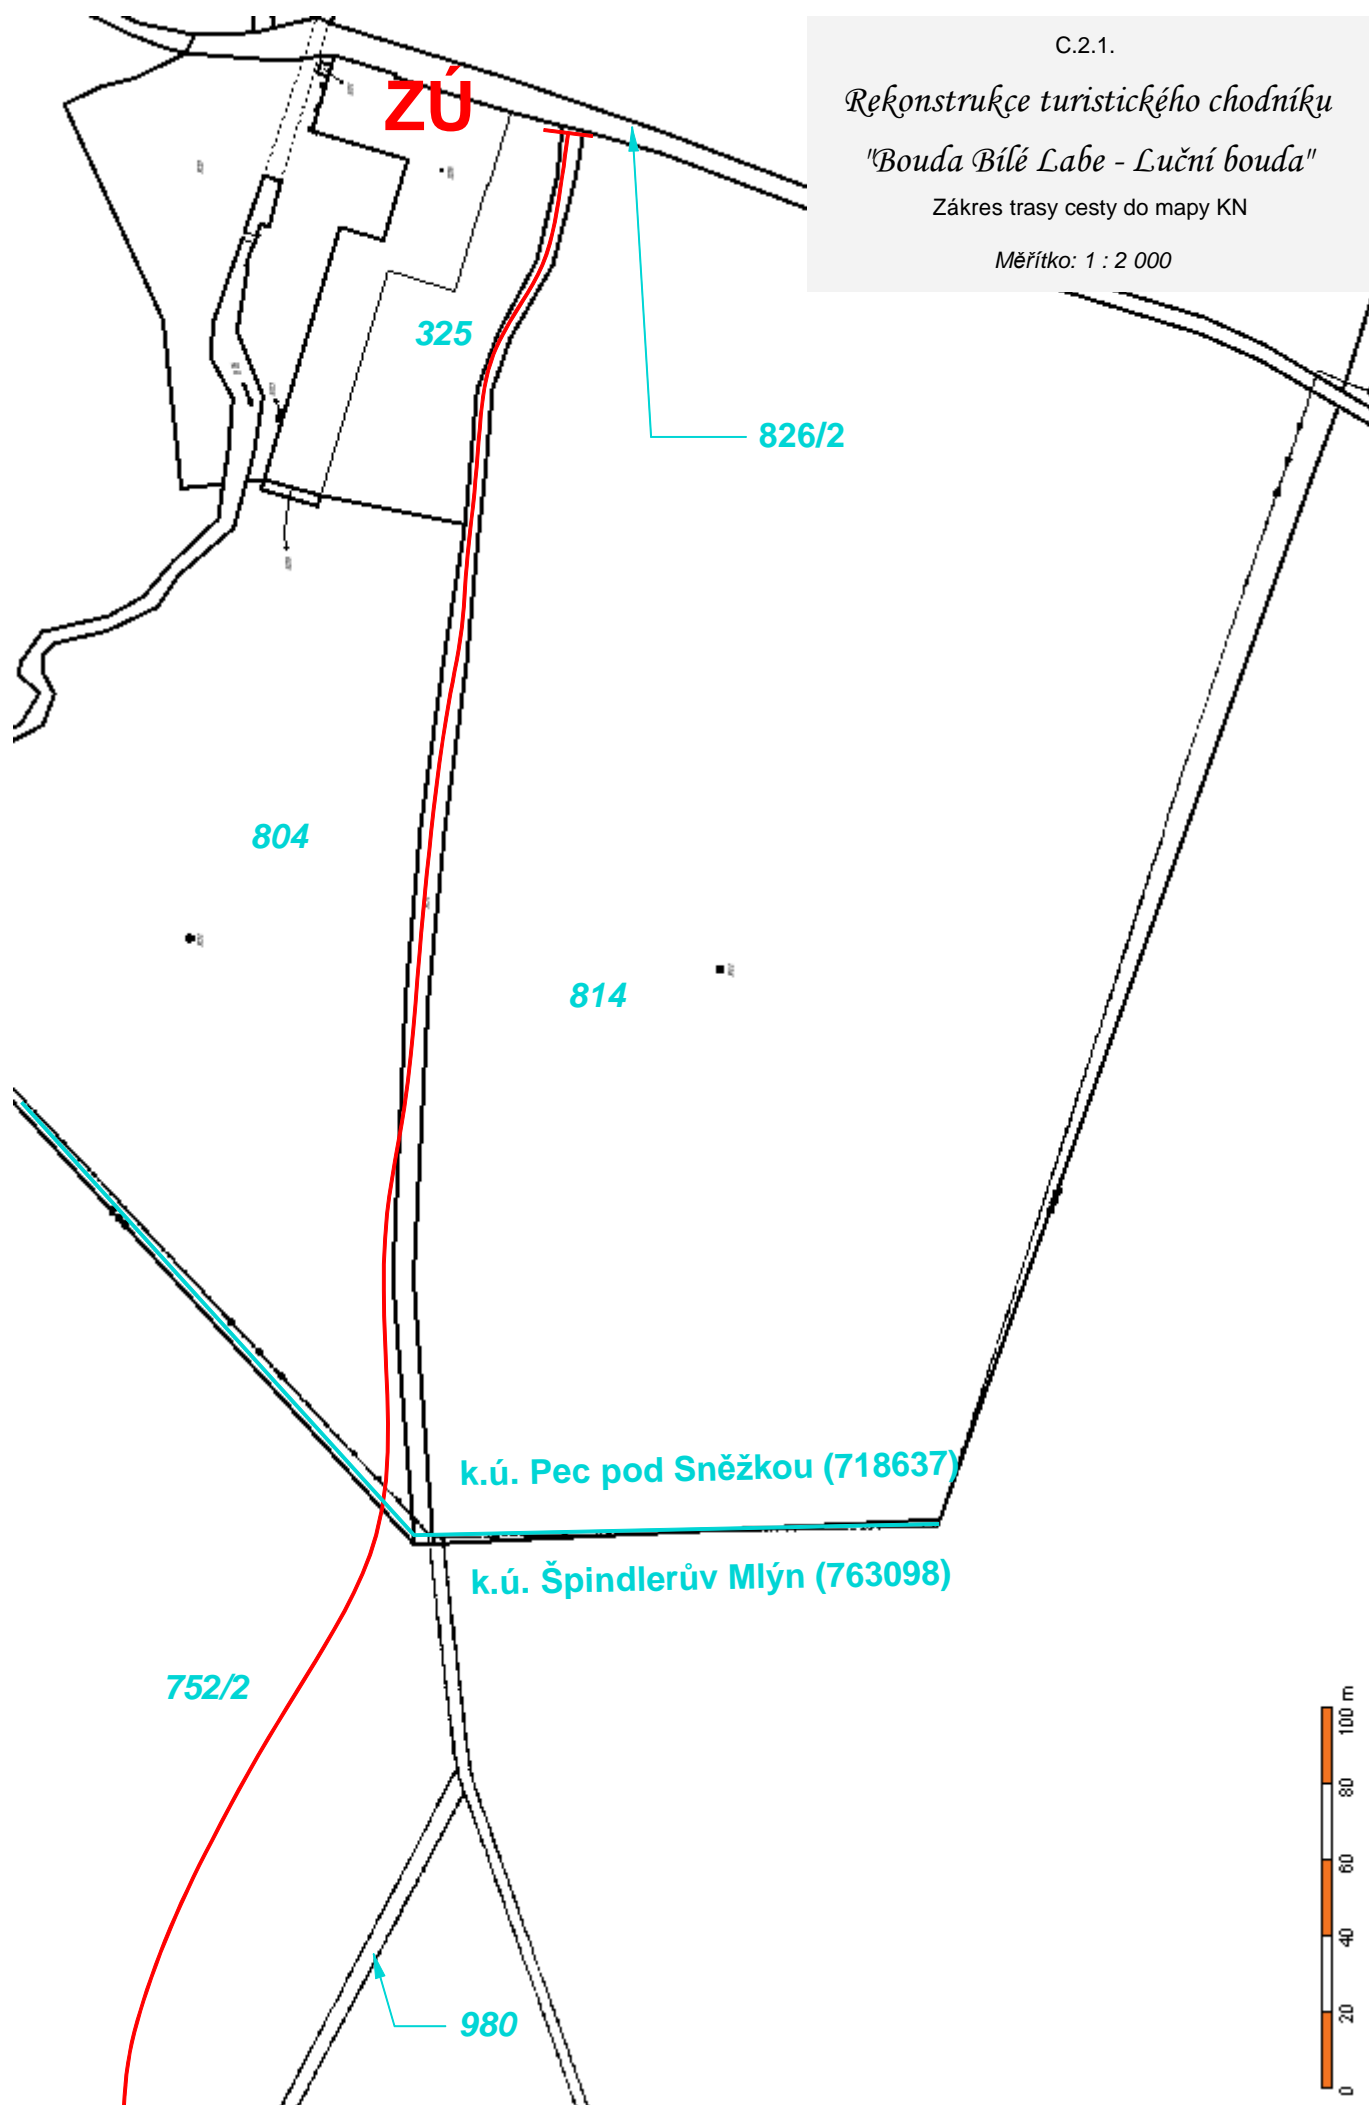 C.2.1.
Rekonstrukce turistického chodníku
"Bouda Bílé Labe - Luční bouda"
Zákres trasy cesty do mapy KN
Měřítko: 1 : 2 000
ZÚ
325
826/2
804
814
k.ú. Pec pod Sněžkou (718637)
k.ú. Špindlerův Mlýn (763098)
752/2
980
100 m
80
60
40
20
0